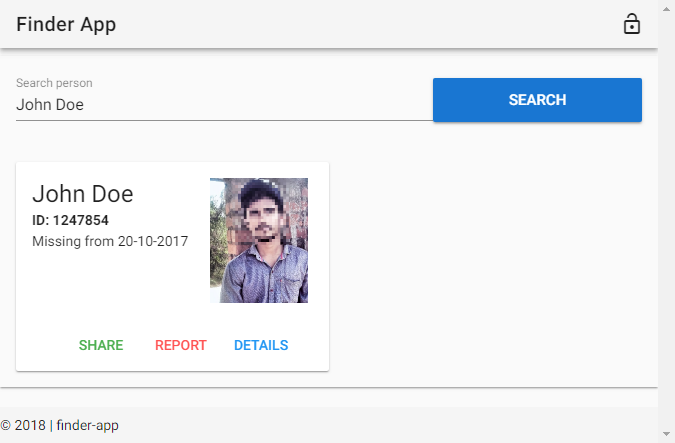 Finder App
Search person
John Doe
SEARCH
John Doe
ID: 1247854
Missing from 20-10-2017
SHARE REPORT DETAILS
© 2018 | finder-app